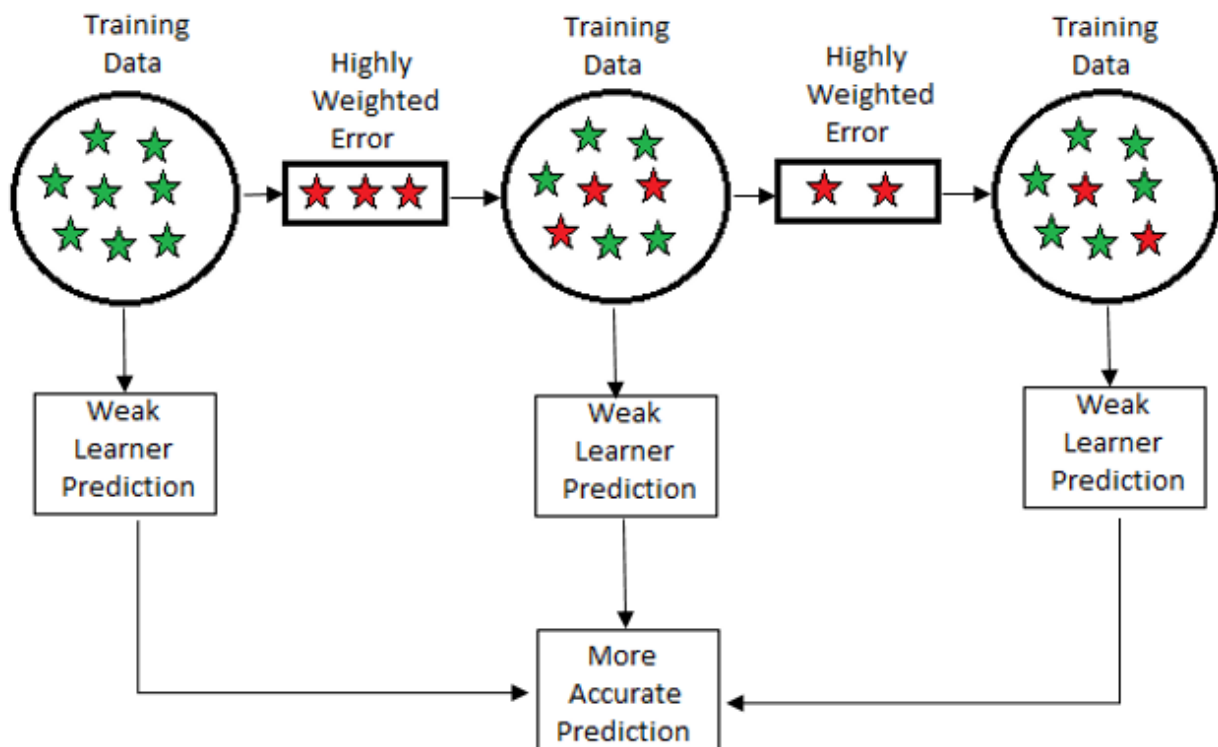 Training
Data
Highly
Weighted
Error
Training
Data
Highly
Weighted
Error
Training
Data
Weak
Learner
Prediction
Weak
Learner
Prediction
Weak
Learner
Prediction
More
Accurate
Prediction